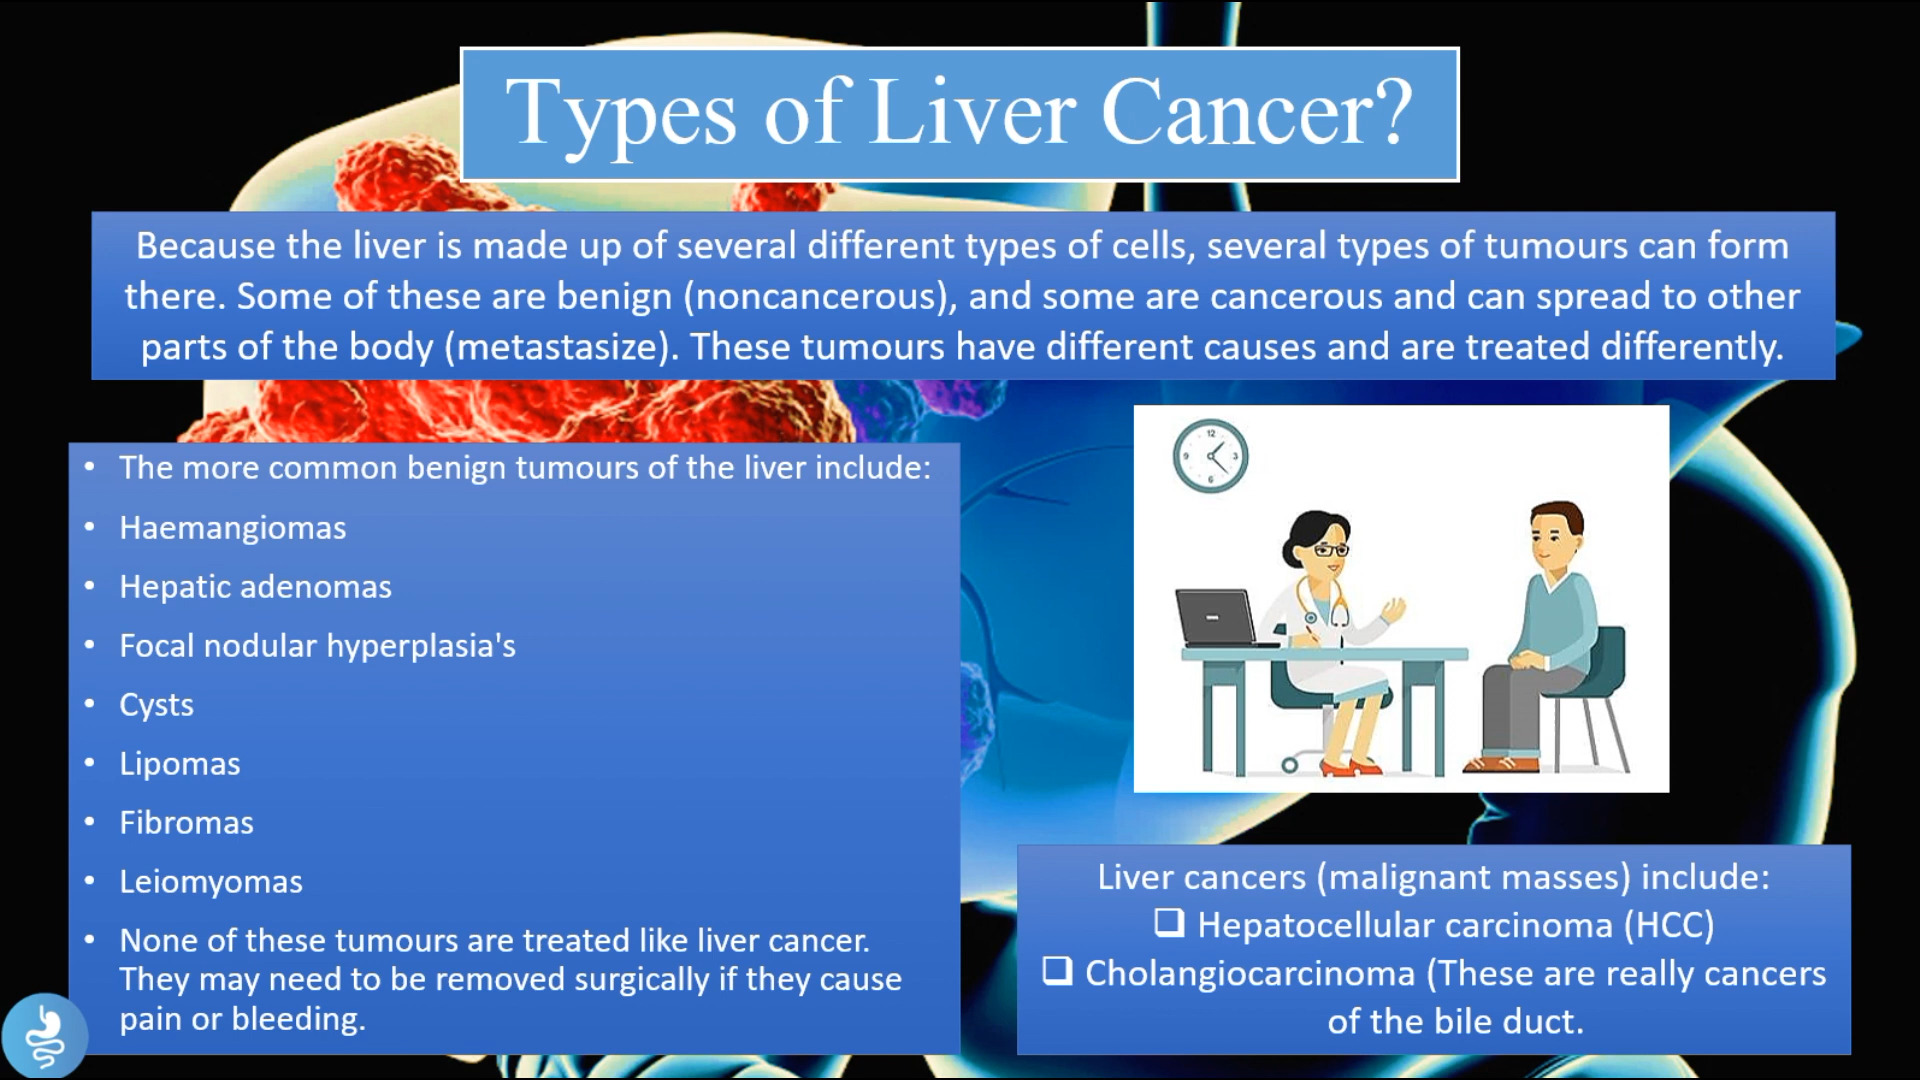 Types of Liver Cancer?
Because the liver is made up of several different types of cells, several types of tumours can form
there. Some of these are benign (noncancerous), and some are cancerous and can spread to other
parts of the body (metastasize). These tumours have different causes and are treated differently.
• The more common benign tumours of the liver include:
• Haemangiomas
• Hepatic adenomas
• Focal nodular hyperplasia's
• Cysts
• Lipomas
• Fibromas
• Leiomyomas
• None of these tumours are treated like liver cancer.
They may need to be removed surgically if they cause
pain or bleeding.
12
9 3
6
Liver cancers (malignant masses) include:
❑ Hepatocellular carcinoma (HCC)
❑ Cholangiocarcinoma (These are really cancers
of the bile duct.